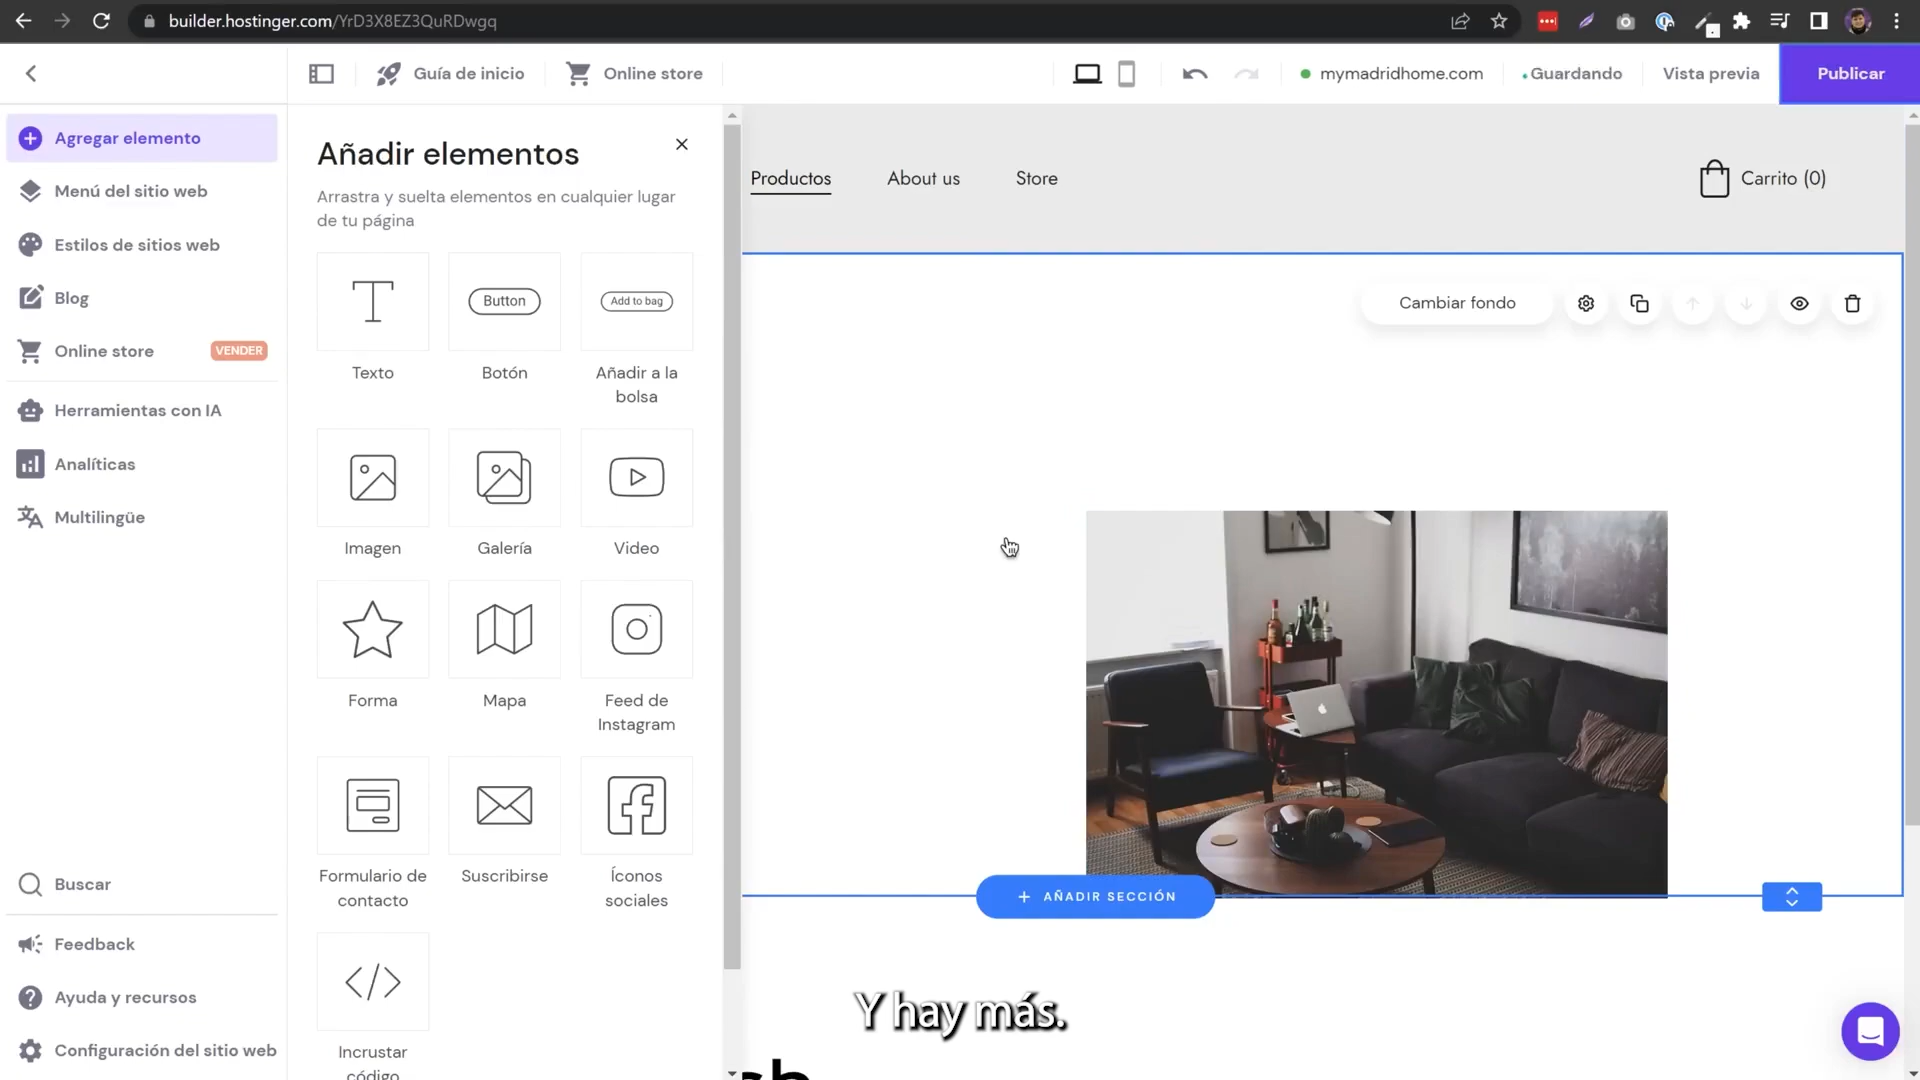 builder.hostinger.com/YrD3X8EZ3QuRDwgq
Guía de inicio
Online store
mymadridhome.com
Guardando
Vista previa
Publicar
Agregar elemento
Menú del sitio web
Estilos de sitios web
Blog
Online store
VENDER
Herramientas con IA
Analíticas
Multilingüe
Buscar
Feedback
Ayuda y recursos
Configuración del sitio web
Añadir elementos
Arrastra y suelta elementos en cualquier lugar
de tu página
Button
Add to bag
Texto
Botón
Añadir a la
bolsa
Imagen
Galería
Video
Forma
Mapa
Feed de
Instagram
Formulario de
contacto
Suscribirse
Íconos
sociales
Incrustar
código
Productos
About us
Store
Carrito (0)
Cambiar fondo
+ AÑADIR SECCIÓN
Y hay más.